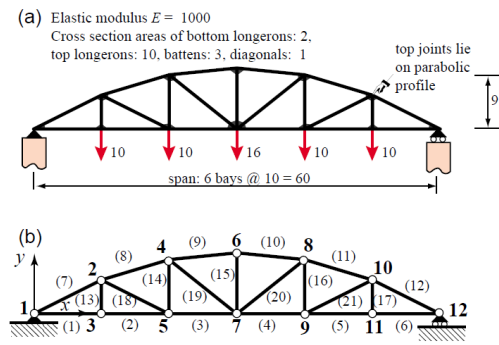 (a) Elastic modulus E = 1000
Cross section areas of bottom longerons: 2,
top longerons: 10, battens: 3, diagonals: 1
top joints lie
on parabolic
profile
9
10 10 16 10 10
span: 6 bays @ 10 = 60
(b)
y
x
1 2 3 4 5 6 7 8 9 10 11 12
(7) (8) (9) (10) (11) (12)
(13) (18) (14) (19) (15) (20) (16) (21) (17)
(1) (2) (3) (4) (5) (6)